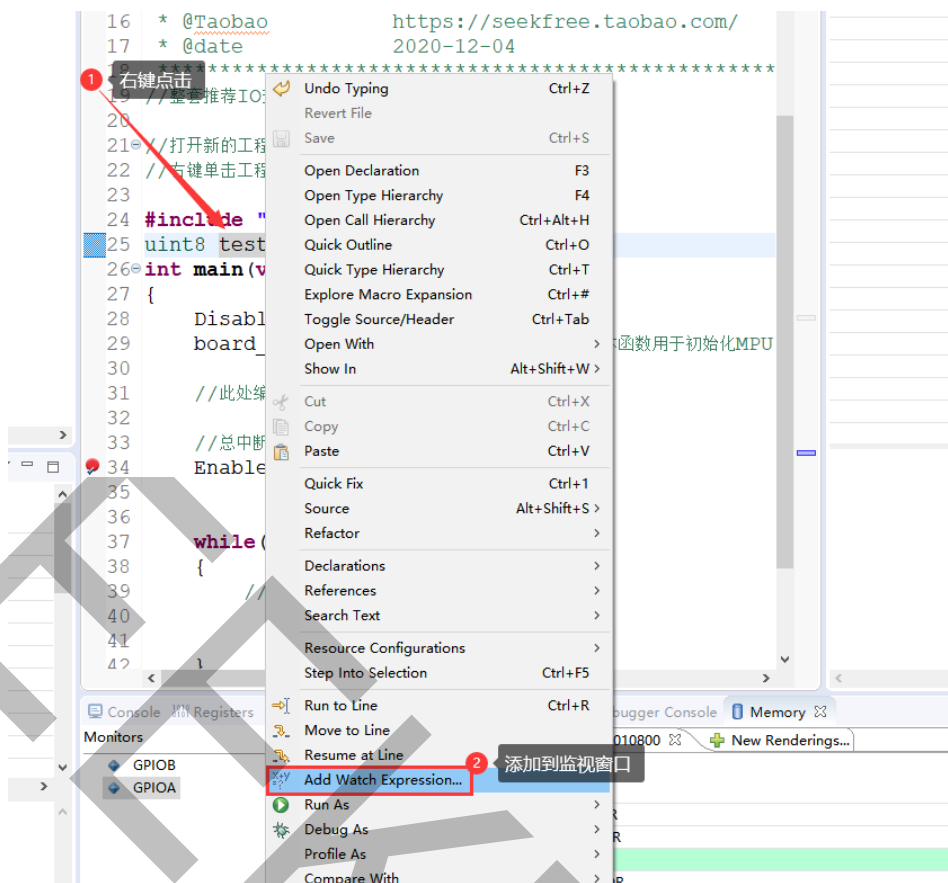 16 * @Taobao https://seekfree.taobao.com/
17 * @date 2020-12-04
18 ****************************************************
1 右键点击
19 //整套推荐IO
20
21 //打开新的工程
22 //右键单击工程
23
24 #include "
25 uint8 test
26 int main(v
27 {
28 Disabl
29 board_ 函数用于初始化MPU
30
31 //此处编
32
33 //总中断
34 Enable
35
36
37 while(
38 {
39 //
40
41
42 }
Undo Typing Ctrl+Z
Revert File
Save Ctrl+S
Open Declaration F3
Open Type Hierarchy F4
Open Call Hierarchy Ctrl+Alt+H
Quick Outline Ctrl+O
Quick Type Hierarchy Ctrl+T
Explore Macro Expansion Ctrl+#
Toggle Source/Header Ctrl+Tab
Open With
Show In Alt+Shift+W
Cut Ctrl+X
Copy Ctrl+C
Paste Ctrl+V
Quick Fix Ctrl+1
Source Alt+Shift+S
Refactor
Declarations
References
Search Text
Resource Configurations
Step Into Selection Ctrl+F5
Run to Line Ctrl+R
Move to Line
Resume at Line
2 添加到监视窗口
Add Watch Expression...
Run As
Debug As
Profile As
Compare With
Console Registers bugger Console Memory
Monitors 010800 New Renderings...
GPIOB
GPIOA